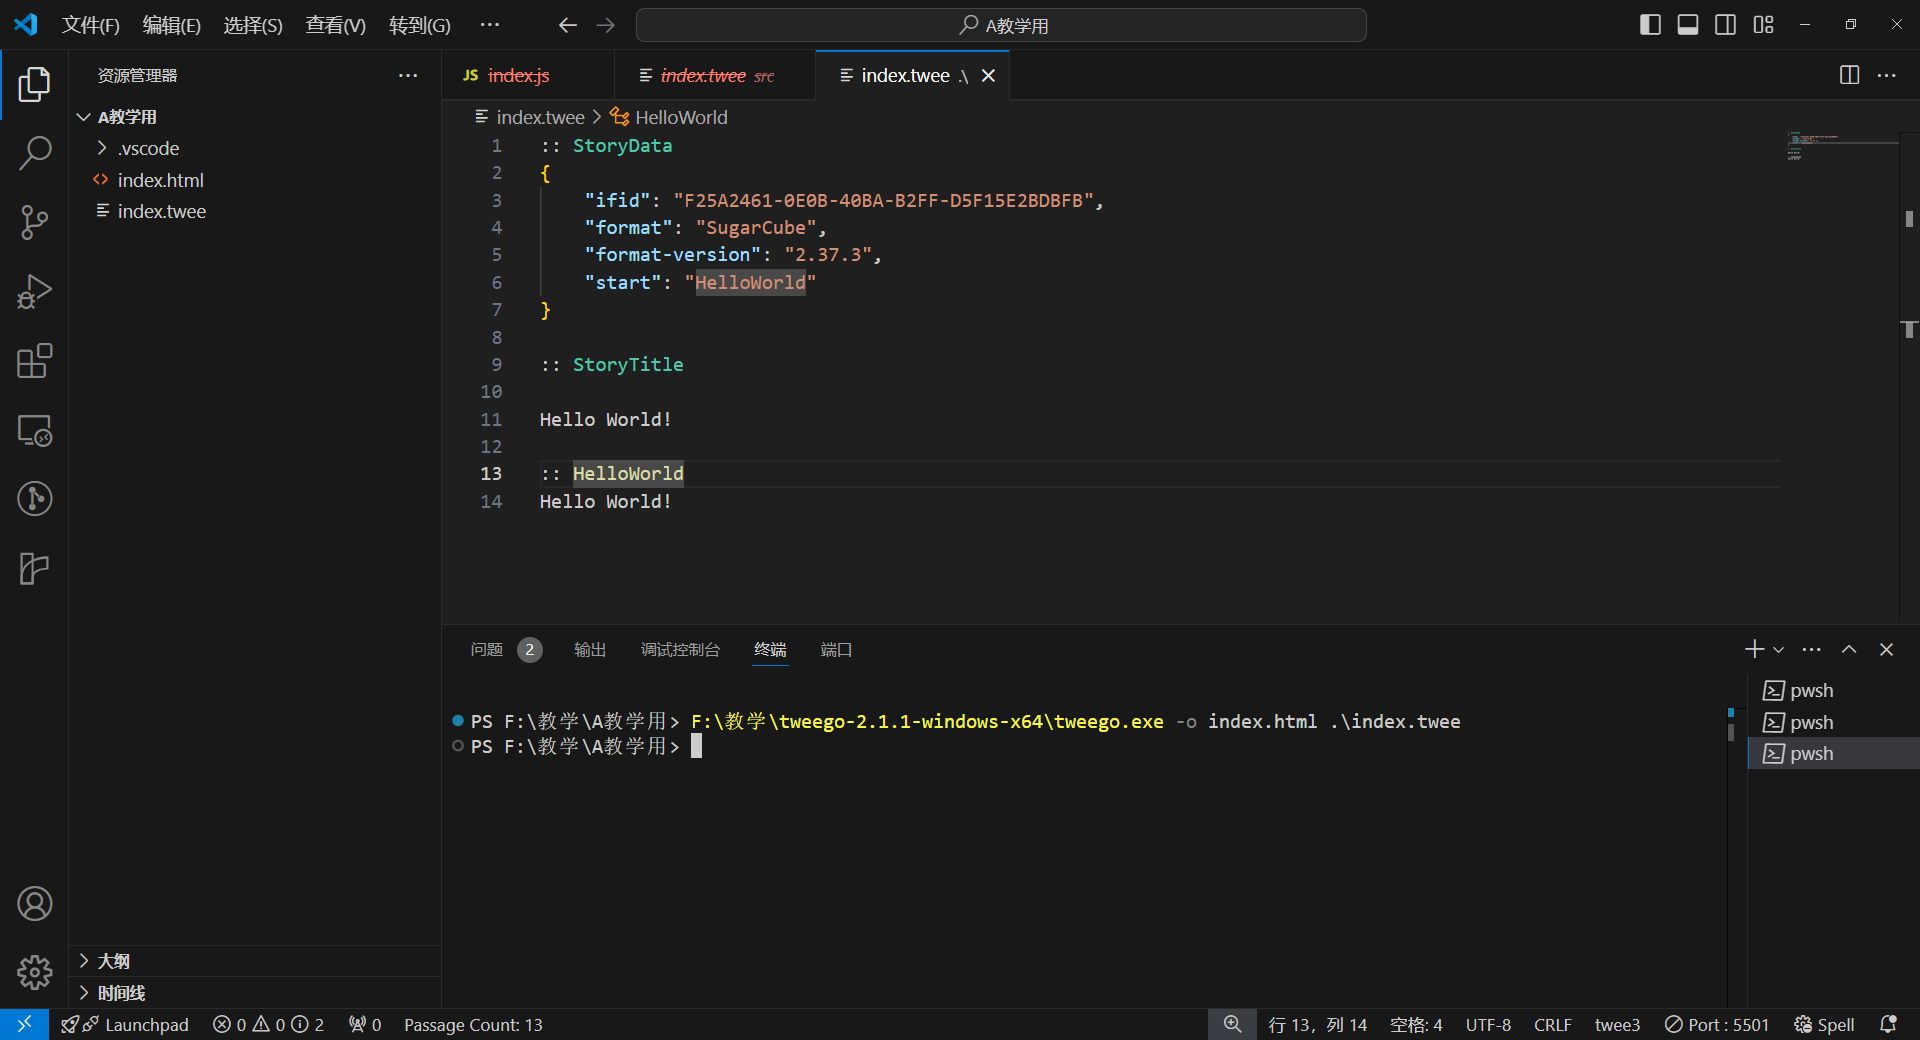 文件(F) 编辑(E) 选择(S) 查看(V) 转到(G) ··· A教学用
资源管理器 ···
A教学用
.vscode
index.html
index.twee
大纲
时间线
JS index.js index.twee src index.twee .\
index.twee > HelloWorld
1 :: StoryData
2 {
3 "ifid": "F25A2461-0E0B-40BA-B2FF-D5F15E2BDBFB",
4 "format": "SugarCube",
5 "format-version": "2.37.3",
6 "start": "HelloWorld"
7 }
8
9 :: StoryTitle
10
11 Hello World!
12
13 :: HelloWorld
14 Hello World!
问题 2 输出 调试控制台 终端 端口
PS F:\教学\A教学用> F:\教学\tweego-2.1.1-windows-x64\tweego.exe -o index.html .\index.twee
PS F:\教学\A教学用>
pwsh
pwsh
pwsh
Launchpad 0 0 2 0 Passage Count: 13 行 13，列 14 空格: 4 UTF-8 CRLF twee3 Port : 5501 Spell